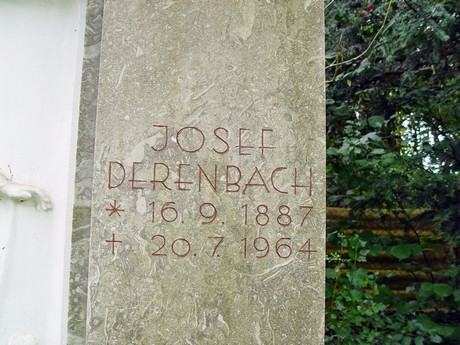 JOSEF
DERENBACH
* 16. 9. 1887
† 20. 7. 1964